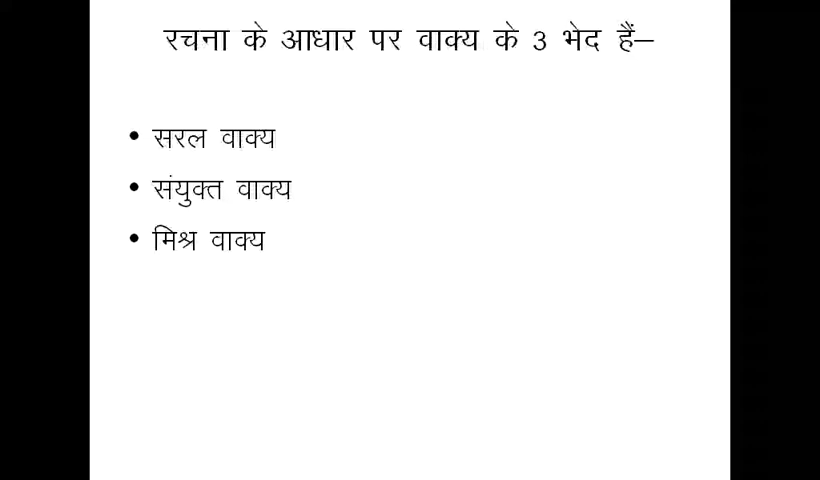 रचना के आधार पर वाक्य के 3 भेद हैं–
• सरल वाक्य
• संयुक्त वाक्य
• मिश्र वाक्य